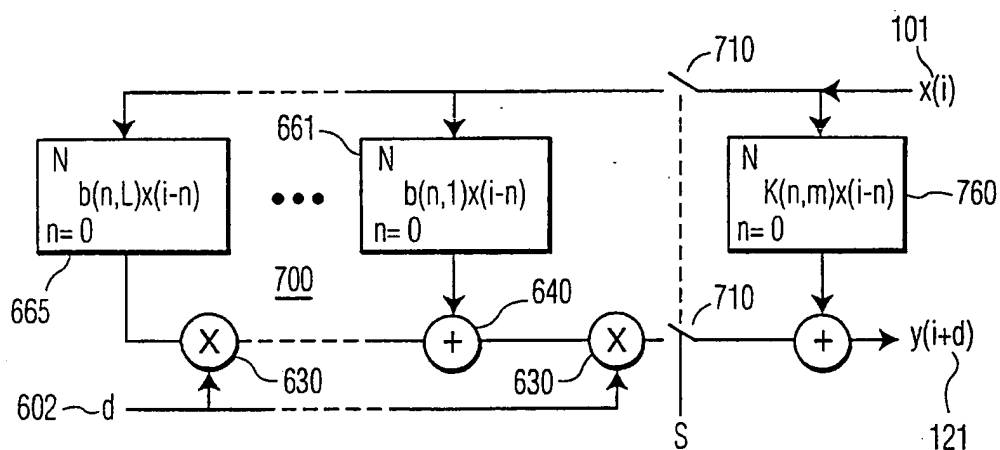 101
710
x(i)
661
N
b(n,L)x(i-n)
n= 0
N
b(n,1)x(i-n)
n= 0
N
K(n,m)x(i-n)
n= 0
760
665
700
640
710
X
+
X
+
y(i+d)
630
630
602
d
S
121